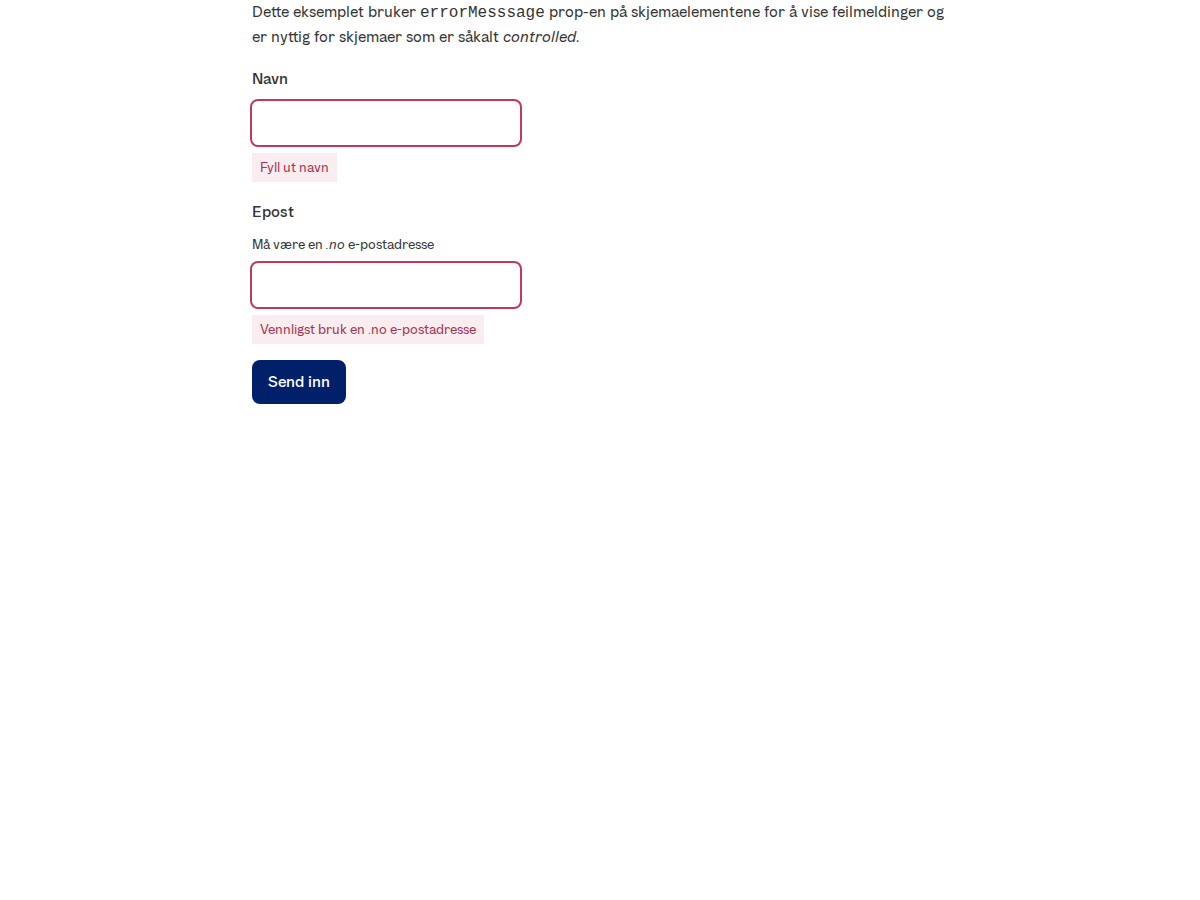 Dette eksemplet bruker errorMesssage prop-en på skjemaelementene for å vise feilmeldinger og
er nyttig for skjemaer som er såkalt controlled.
Navn
Fyll ut navn
Epost
Må være en .no e-postadresse
Vennligst bruk en .no e-postadresse
Send inn